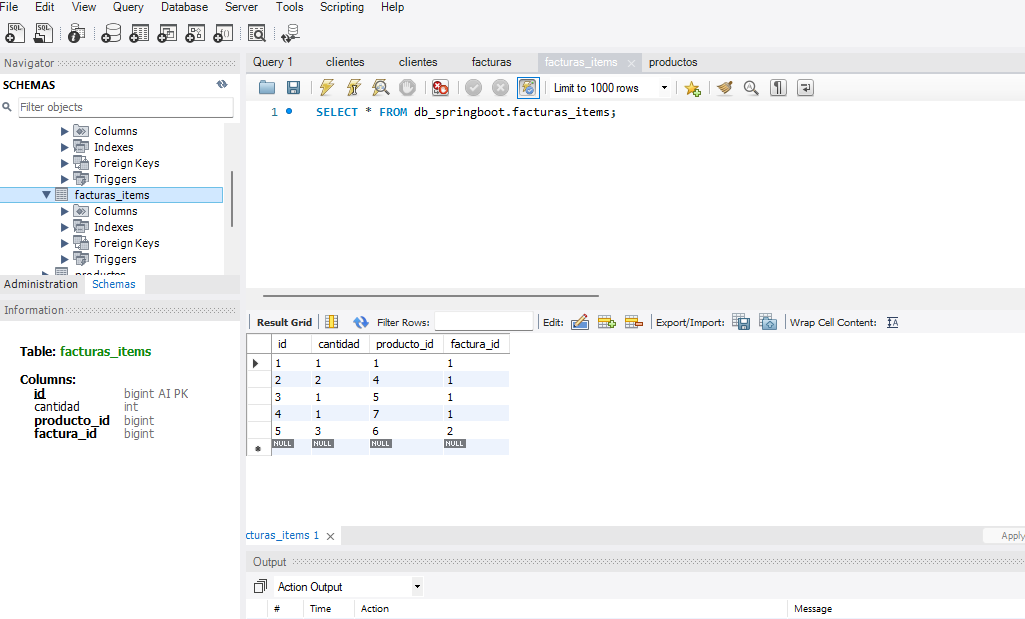 File Edit View Query Database Server Tools Scripting Help
SQL SQL
Navigator
Query 1 clientes clientes facturas facturas_items productos
SCHEMAS
Limit to 1000 rows
Filter objects
1 SELECT * FROM db_springboot.facturas_items;
Columns
Indexes
Foreign Keys
Triggers
facturas_items
Columns
Indexes
Foreign Keys
Triggers
productos
Administration Schemas
Information
Table: facturas_items
Columns:
id bigint AI PK
cantidad int
producto_id bigint
factura_id bigint
Result Grid Filter Rows: Edit: Export/Import: Wrap Cell Content:
id cantidad producto_id factura_id
1 1 1 1
2 2 4 1
3 1 5 1
4 1 7 1
5 3 6 2
NULL NULL NULL NULL
cturas_items 1
Apply
Output
Action Output
# Time Action Message